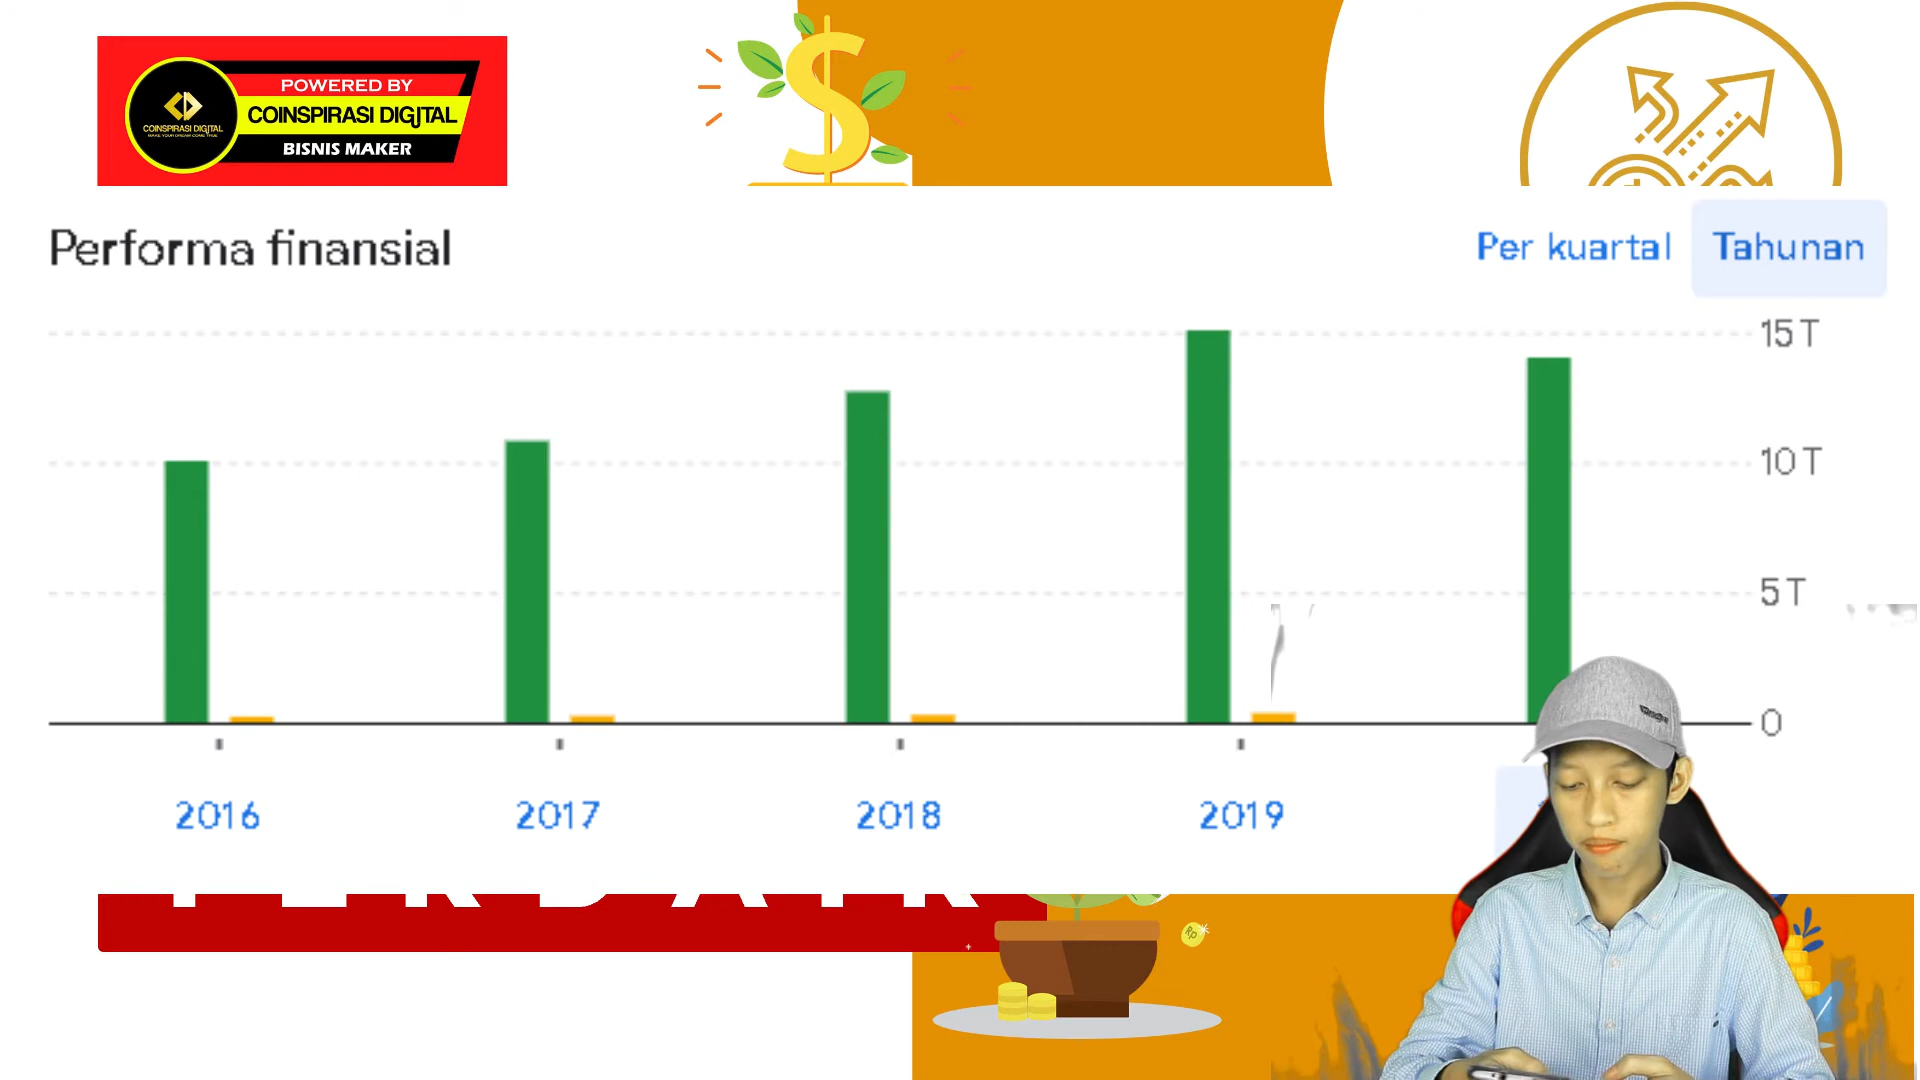 POWERED BY
COINSPIRASI DIGITAL
COINSPIRASI DIGITAL
BISNIS MAKER
Performa finansial
Per kuartal
Tahunan
15 T
10 T
5 T
0
2016
2017
2018
2019
Rp